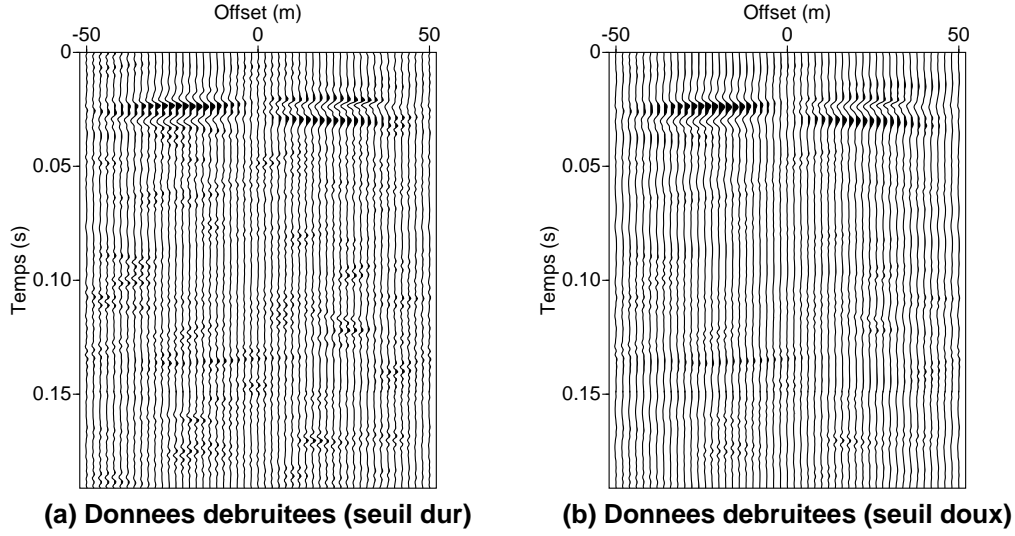 Offset (m)
-50 0 50
0
0.05
0.10
0.15
Temps (s)
(a) Donnees debruitees (seuil dur)
Offset (m)
-50 0 50
0
0.05
0.10
0.15
Temps (s)
(b) Donnees debruitees (seuil doux)